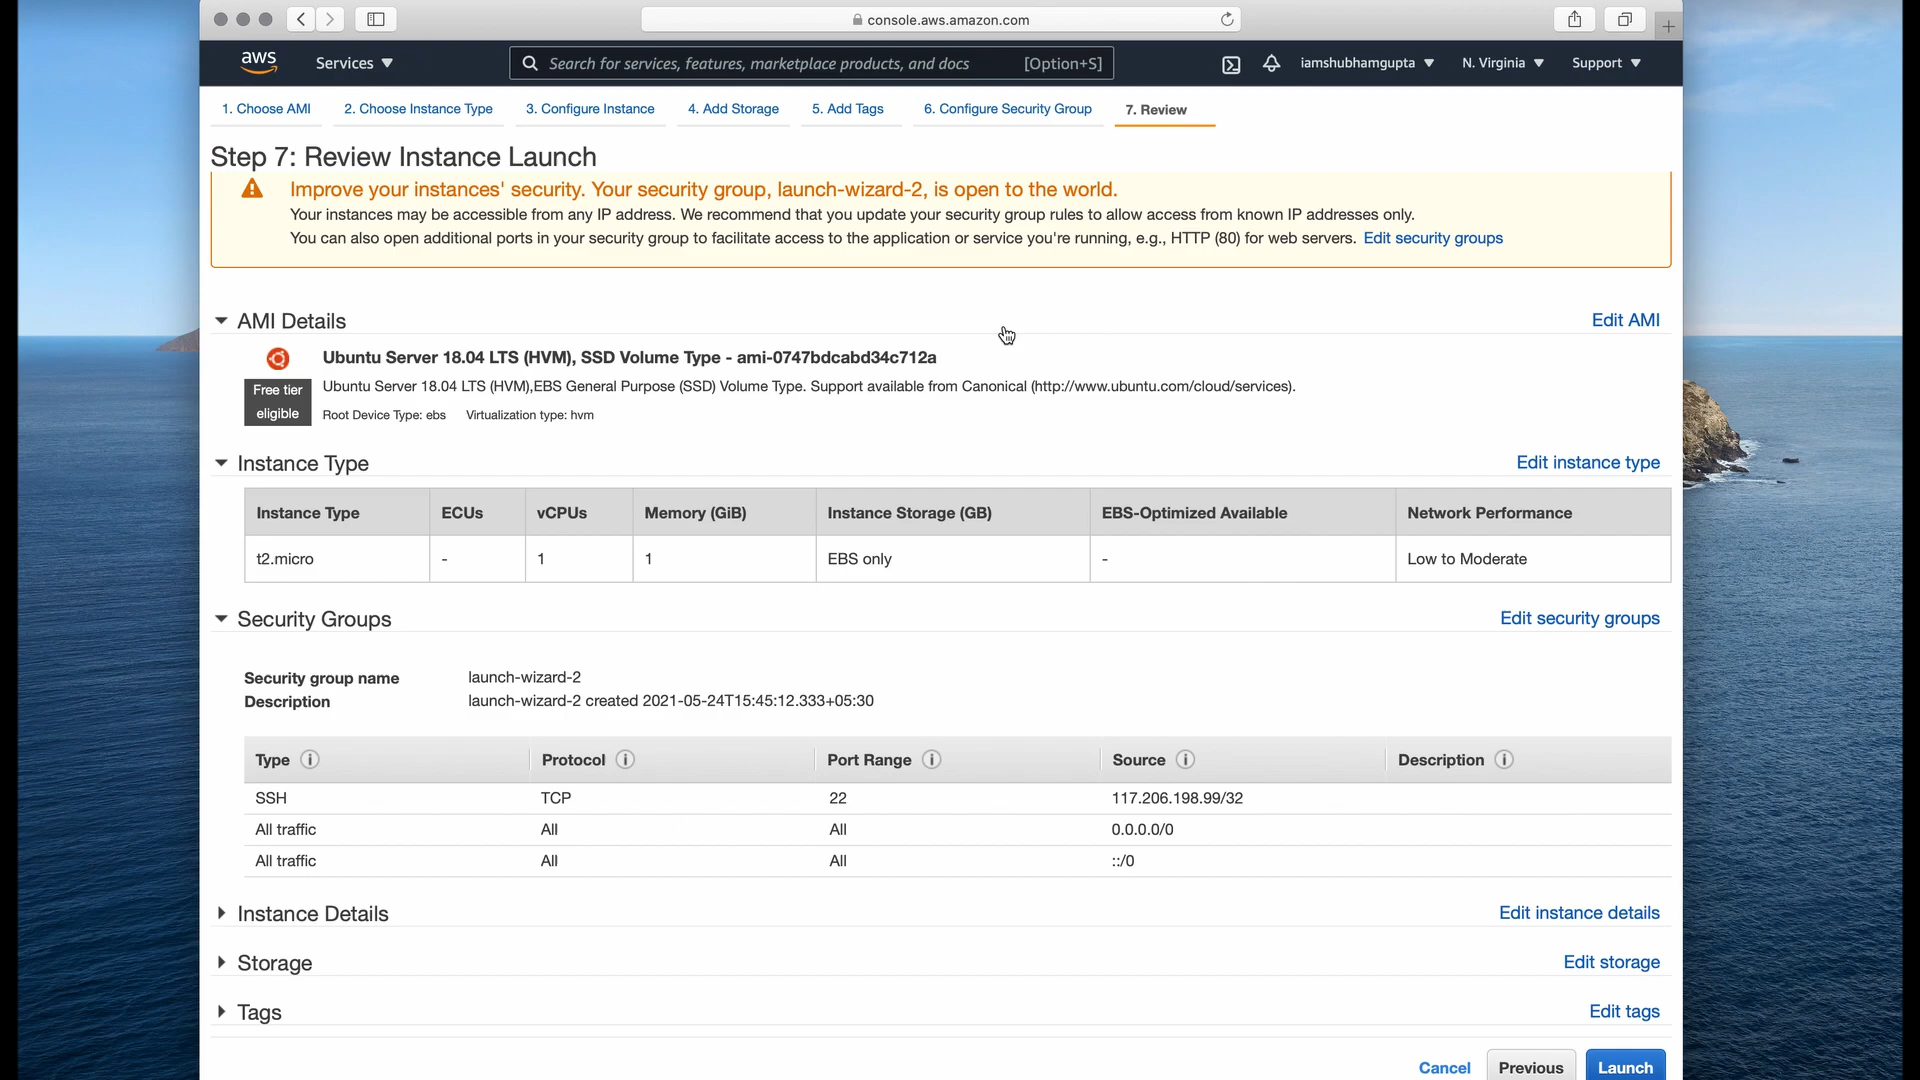 console.aws.amazon.com
aws Services Search for services, features, marketplace products, and docs [Option+S] iamshubhamgupta N. Virginia Support
1. Choose AMI 2. Choose Instance Type 3. Configure Instance 4. Add Storage 5. Add Tags 6. Configure Security Group 7. Review
Step 7: Review Instance Launch
Improve your instances' security. Your security group, launch-wizard-2, is open to the world.
Your instances may be accessible from any IP address. We recommend that you update your security group rules to allow access from known IP addresses only.
You can also open additional ports in your security group to facilitate access to the application or service you're running, e.g., HTTP (80) for web servers. Edit security groups
AMI Details Edit AMI
Ubuntu Server 18.04 LTS (HVM), SSD Volume Type - ami-0747bdcabd34c712a
Free tier eligible
Ubuntu Server 18.04 LTS (HVM),EBS General Purpose (SSD) Volume Type. Support available from Canonical (http://www.ubuntu.com/cloud/services).
Root Device Type: ebs Virtualization type: hvm
Instance Type Edit instance type
Instance Type ECUs vCPUs Memory (GiB) Instance Storage (GB) EBS-Optimized Available Network Performance
t2.micro - 1 1 EBS only - Low to Moderate
Security Groups Edit security groups
Security group name launch-wizard-2
Description launch-wizard-2 created 2021-05-24T15:45:12.333+05:30
Type Protocol Port Range Source Description
SSH TCP 22 117.206.198.99/32
All traffic All All 0.0.0.0/0
All traffic All All ::/0
Instance Details Edit instance details
Storage Edit storage
Tags Edit tags
Cancel Previous Launch